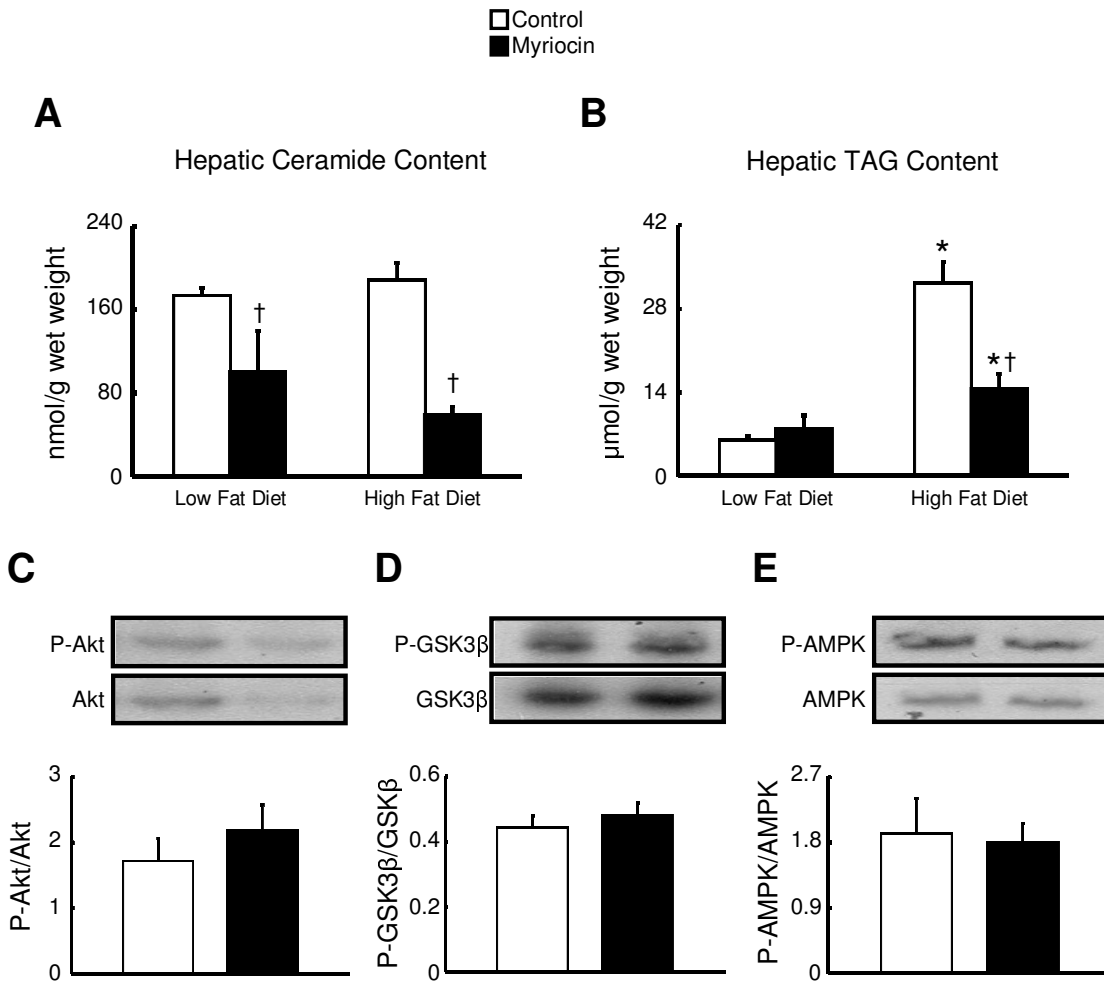 Control
Myriocin
A
Hepatic Ceramide Content
nmol/g wet weight
240
160
80
0
†
†
Low Fat Diet
High Fat Diet
B
Hepatic TAG Content
µmol/g wet weight
42
28
14
0
*
*†
Low Fat Diet
High Fat Diet
C
P-Akt
Akt
P-Akt/Akt
3
2
1
0
D
P-GSK3β
GSK3β
P-GSK3β/GSKβ
0.6
0.4
0.2
0
E
P-AMPK
AMPK
P-AMPK/AMPK
2.7
1.8
0.9
0